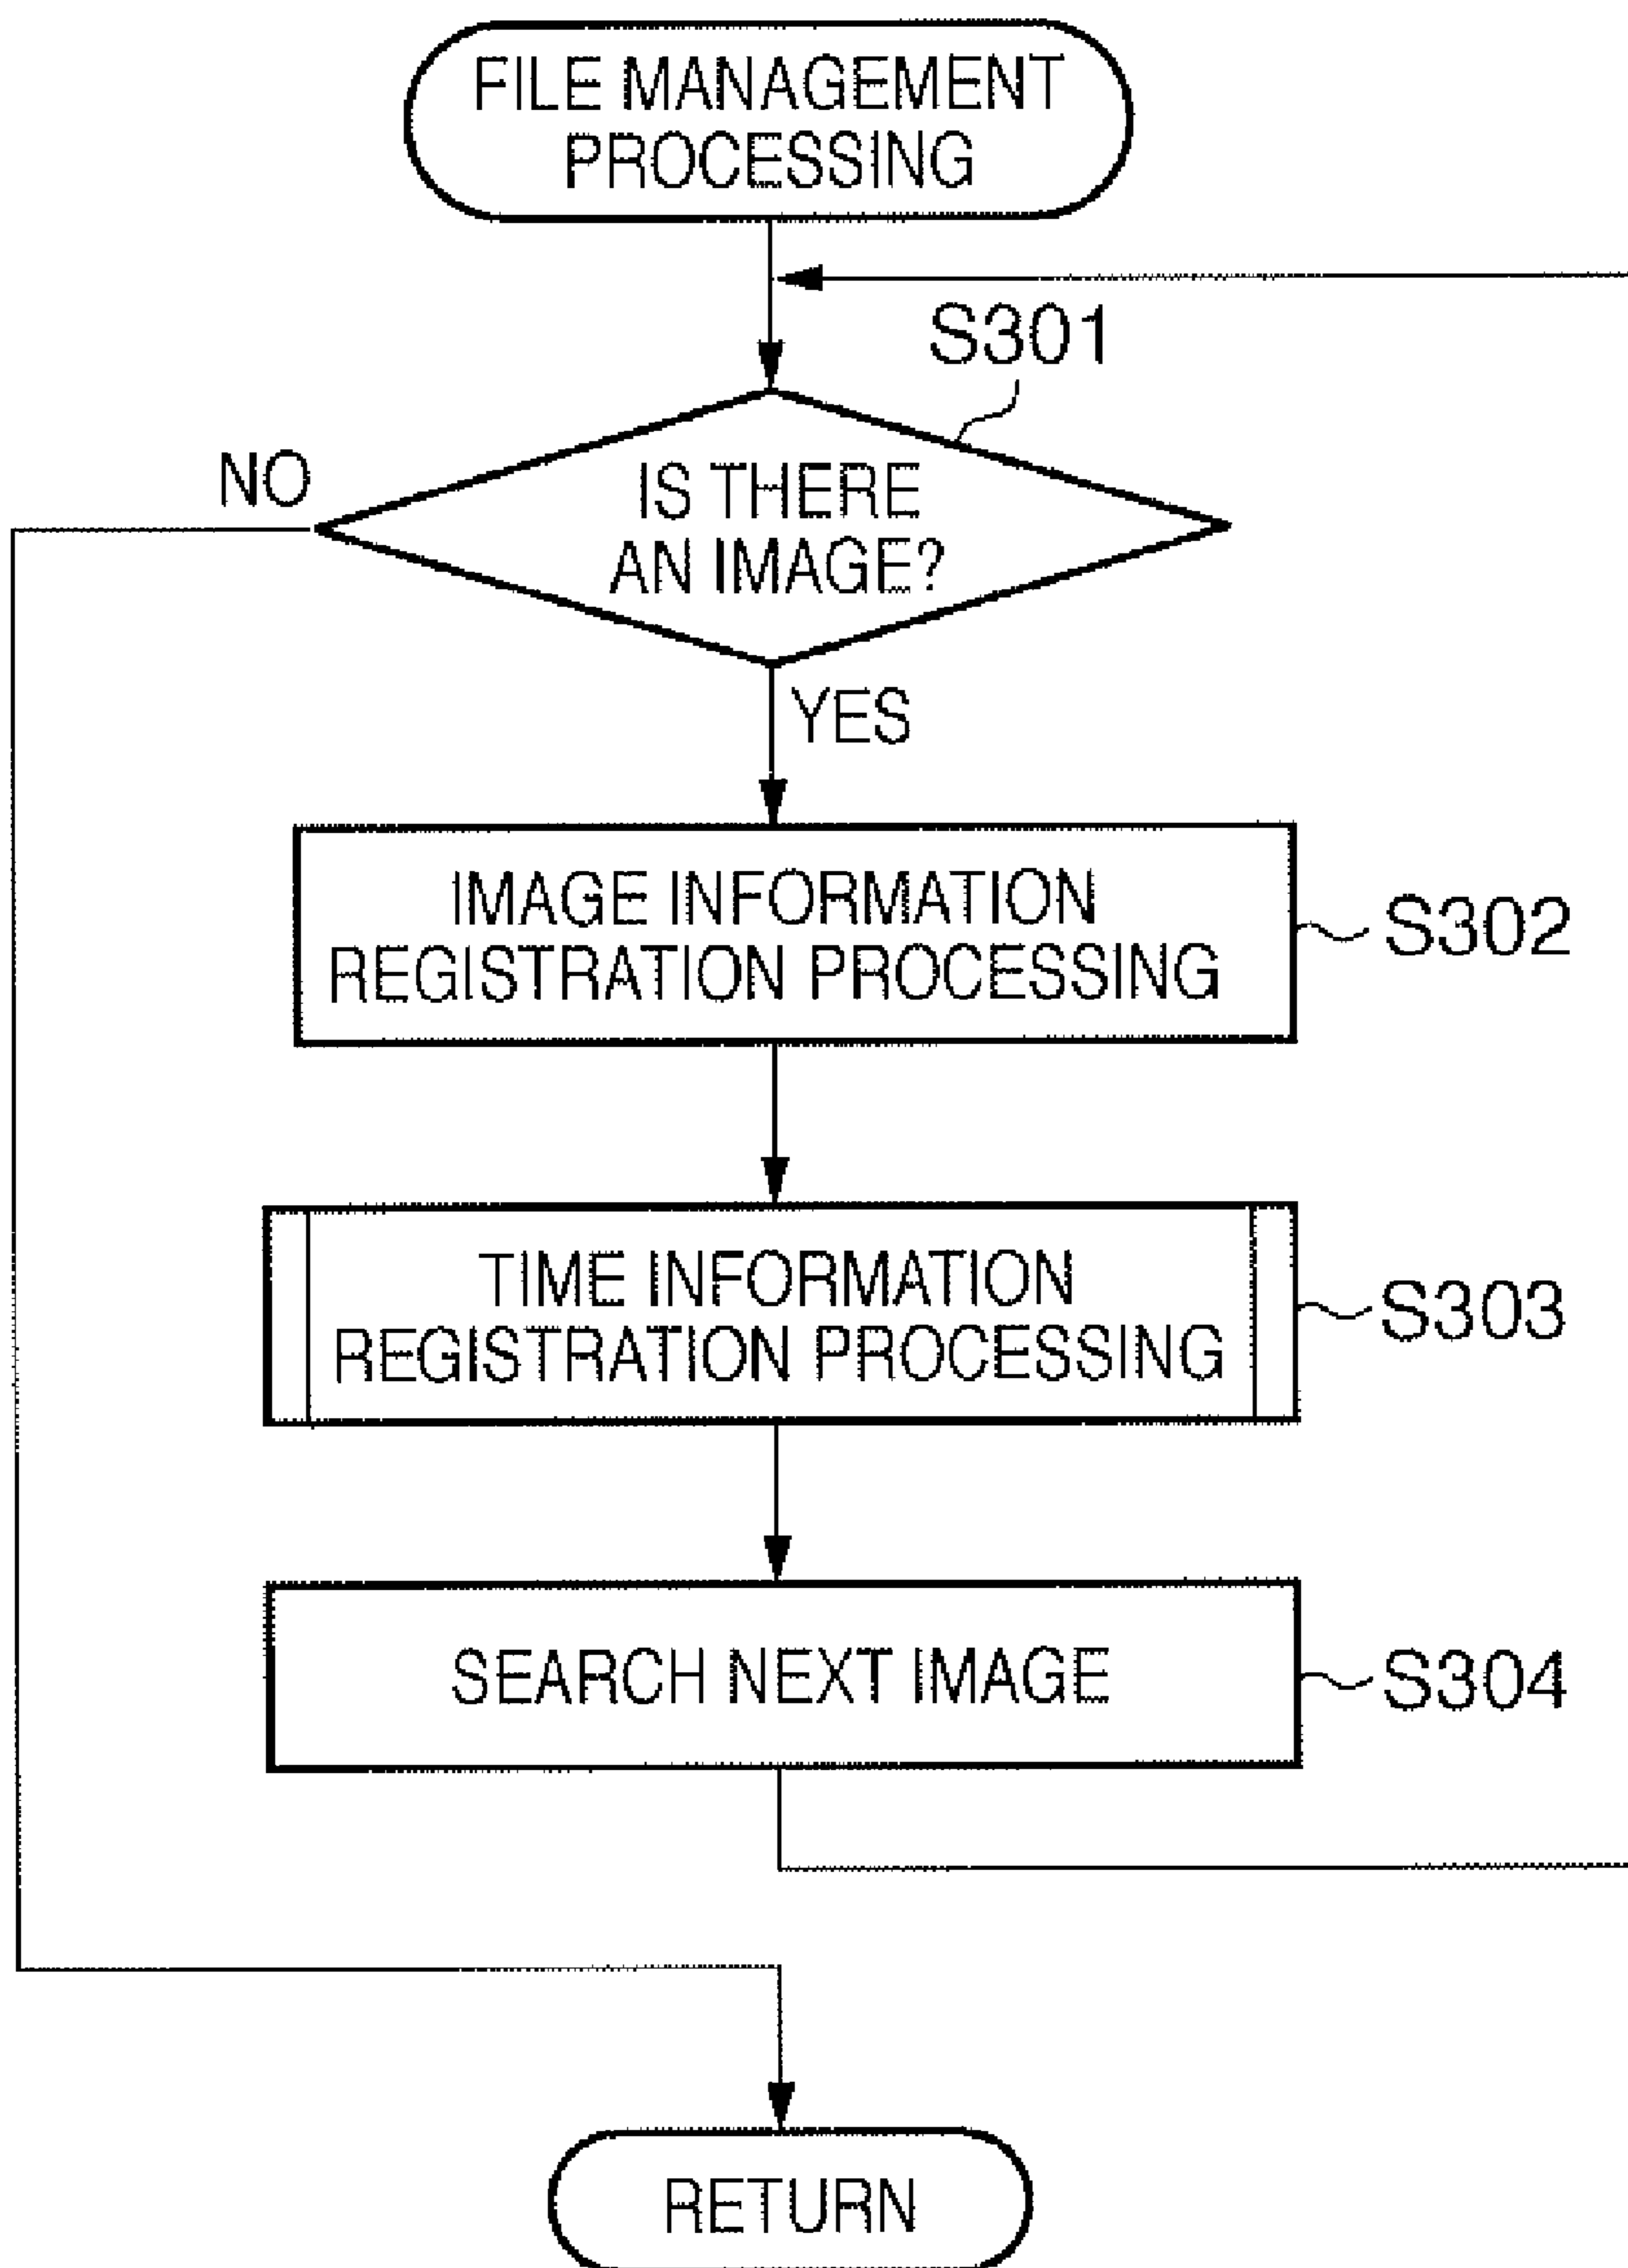 FILE MANAGEMENT
PROCESSING
S301
NO
IS THERE
AN IMAGE?
YES
IMAGE INFORMATION
REGISTRATION PROCESSING
S302
TIME INFORMATION
REGISTRATION PROCESSING
S303
SEARCH NEXT IMAGE
S304
RETURN